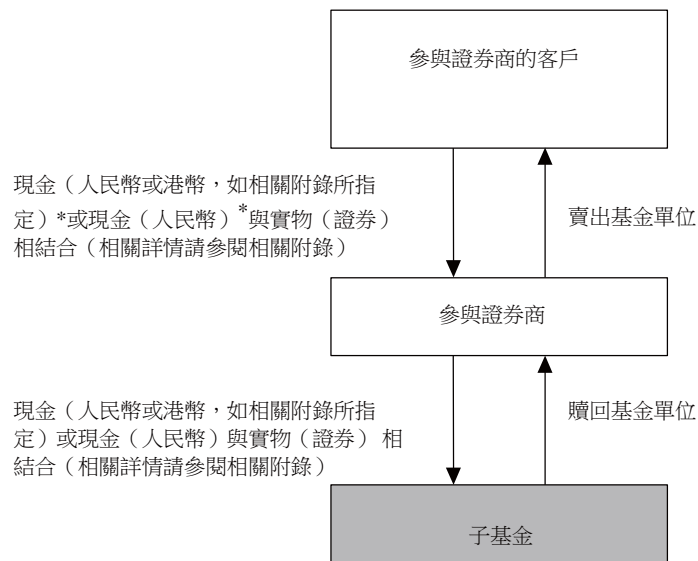 參與證券商的客戶
現金（人民幣或港幣，如相關附錄所指
定）*或現金（人民幣）*與實物（證券）
相結合（相關詳情請參閱相關附錄）
賣出基金單位
參與證券商
現金（人民幣或港幣，如相關附錄所指
定）或現金（人民幣）與實物（證券） 相
結合（相關詳情請參閱相關附錄）
贖回基金單位
子基金